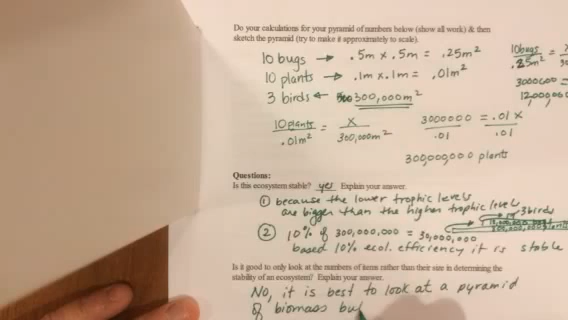 Do your calculations for your pyramid of numbers below (show all work) & then
sketch the pyramid (try to make it approximately to scale).
10 bugs → .5m x .5m = .25m²
10 plants → .1m x .1m = .01m²
3 birds ← 300,000m²
10 bugs / .25m² =
3000000 =
12,000,00
10 plants / .01m² = x / 300,000m²
3000000 / .01 = .01x / .01
300,000,000 plants
Questions:
Is this ecosystem stable? yes Explain your answer.
① because the lower trophic levels
are bigger than the higher trophic levels
3 birds
② 10% of 300,000,000 = 30,000,000
based 10% ecol. efficiency it is stable
Is it good to only look at the numbers of items rather than their size in determining the
stability of an ecosystem? Explain your answer.
No, it is best to look at a pyramid
of biomass but